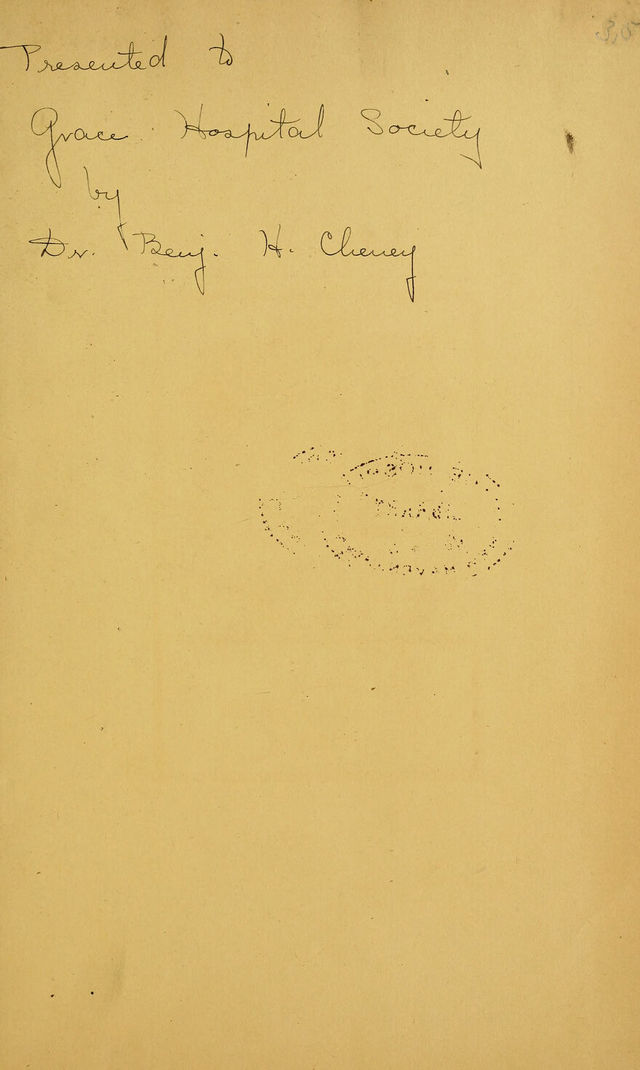 Presented to
Grace Hospital Society
by
Dr. Benj. H. Cheney